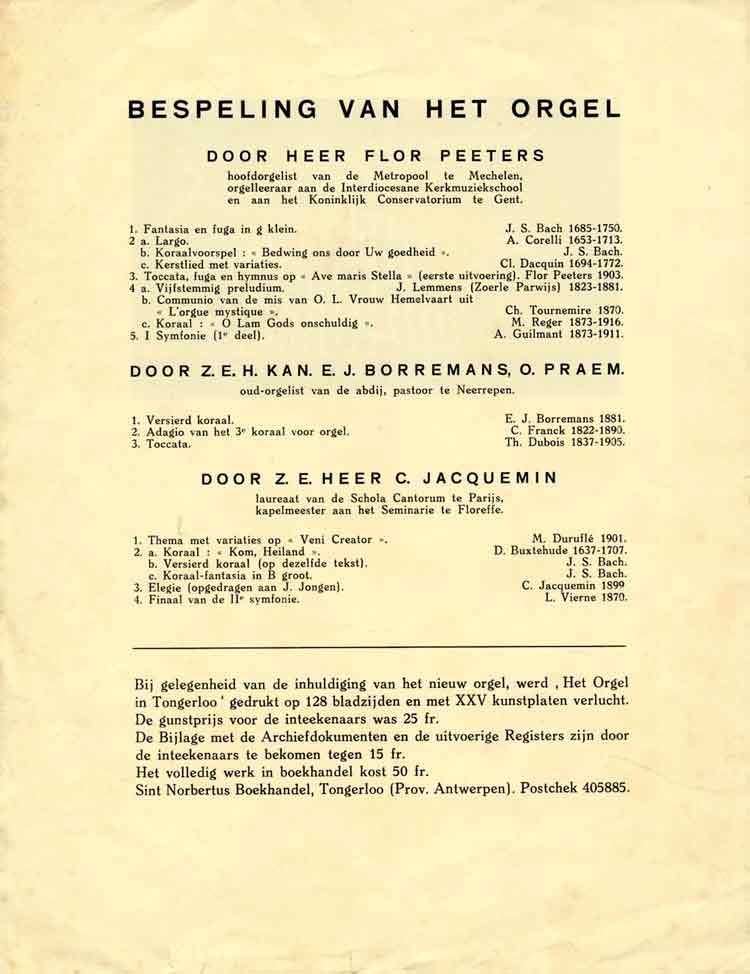 BESPELING VAN HET ORGEL
DOOR HEER FLOR PEETERS
hoofdorgelist van de Metropool te Mechelen,
orgelleeraar aan de Interdiocesane Kerkmuziekschool
en aan het Koninklijk Conservatorium te Gent.
1. Fantasia en fuga in g klein. J. S. Bach 1685-1750.
2 a. Largo. A. Corelli 1653-1713.
b. Koraalvoorspel : « Bedwing ons door Uw goedheid ». J. S. Bach.
c. Kerstlied met variaties. Cl. Dacquin 1694-1772.
3. Toccata, fuga en hymnus op « Ave maris Stella » (eerste uitvoering). Flor Peeters 1903.
4 a. Vijfstemmig preludium. J. Lemmens (Zoerle Parwijs) 1823-1881.
b. Communio van de mis van O. L. Vrouw Hemelvaart uit
« L'orgue mystique ». Ch. Tournemire 1870.
c. Koraal : « O Lam Gods onschuldig ». M. Reger 1873-1916.
5. I Symfonie (1e deel). A. Guilmant 1873-1911.
DOOR Z. E. H. KAN. E. J. BORREMANS, O. PRAEM.
oud-orgelist van de abdij, pastoor te Neerrepen.
1. Versierd koraal. E. J. Borremans 1881.
2. Adagio van het 3e koraal voor orgel. C. Franck 1822-1890.
3. Toccata. Th. Dubois 1837-1905.
DOOR Z. E. HEER C. JACQUEMIN
laureaat van de Schola Cantorum te Parijs,
kapelmeester aan het Seminarie te Floreffe.
1. Thema met variaties op « Veni Creator ». M. Duruflé 1901.
2. a. Koraal : « Kom, Heiland ». D. Buxtehude 1637-1707.
b. Versierd koraal (op dezelfde tekst). J. S. Bach.
c. Koraal-fantasia in B groot. J. S. Bach.
3. Elegie (opgedragen aan J. Jongen). C. Jacquemin 1899
4. Finaal van de IIe symfonie. L. Vierne 1870.
Bij gelegenheid van de inhuldiging van het nieuw orgel, werd , Het Orgel
in Tongerloo ' gedrukt op 128 bladzijden en met XXV kunstplaten verlucht.
De gunstprijs voor de inteekenaars was 25 fr.
De Bijlage met de Archiefdokumenten en de uitvoerige Registers zijn door
de inteekenaars te bekomen tegen 15 fr.
Het volledig werk in boekhandel kost 50 fr.
Sint Norbertus Boekhandel, Tongerloo (Prov. Antwerpen). Postchek 405885.